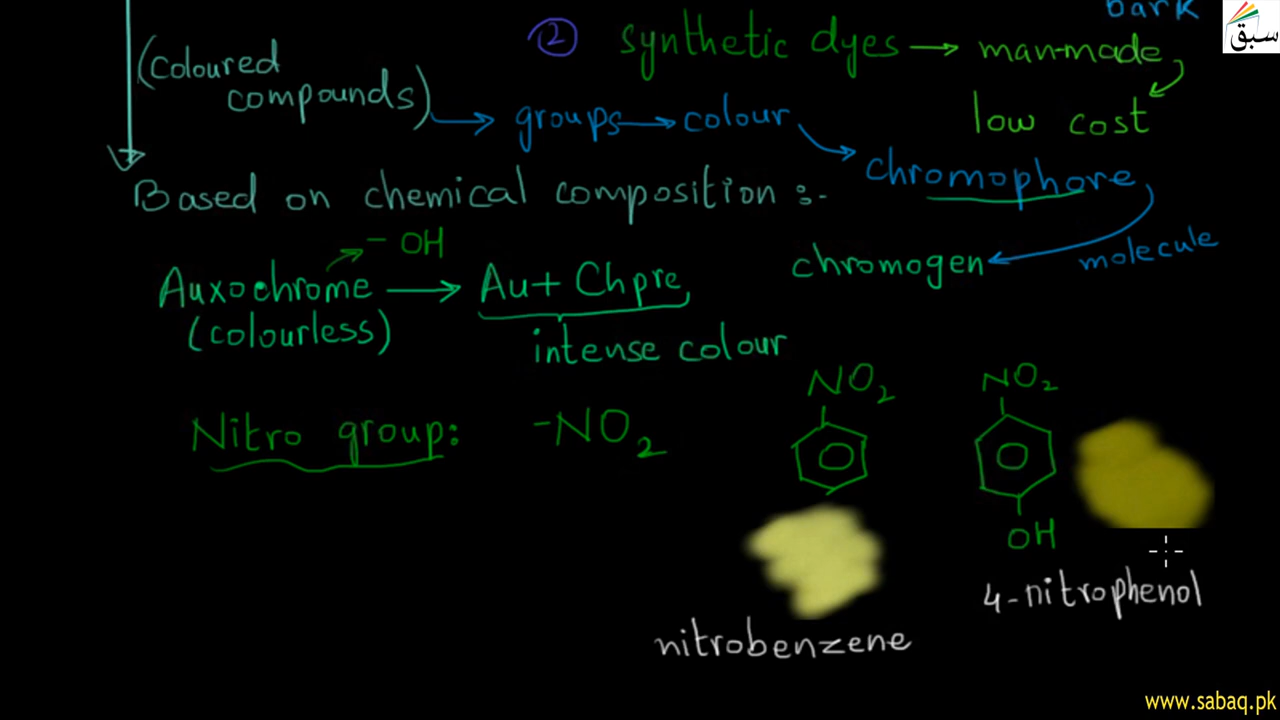 bark
سبق
② synthetic dyes → man-made
low cost
(coloured
compounds) → groups → colour
chromophore
Based on chemical composition :-
molecule
chromogen
- OH
Auxochrome → Au + Chpre
(colourless)
intense colour
Nitro group: -NO2
NO2
NO2
OH
4-nitrophenol
nitrobenzene
www.sabaq.pk